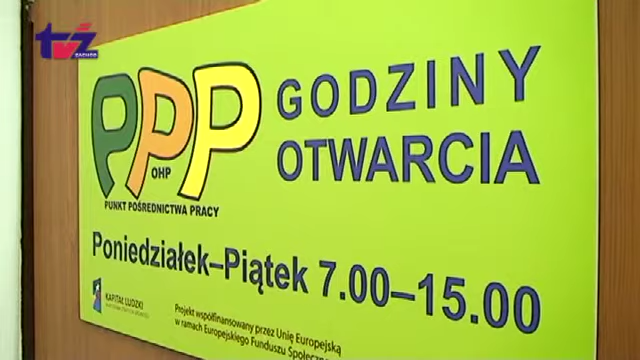 tvż
PPP
OHP
PUNKT POŚREDNICTWA PRACY
GODZINY
OTWARCIA
Poniedziałek–Piątek 7.00–15.00
KAPITAŁ LUDZKI
Projekt współfinansowany przez Unię Europejską
w ramach Europejskiego Funduszu